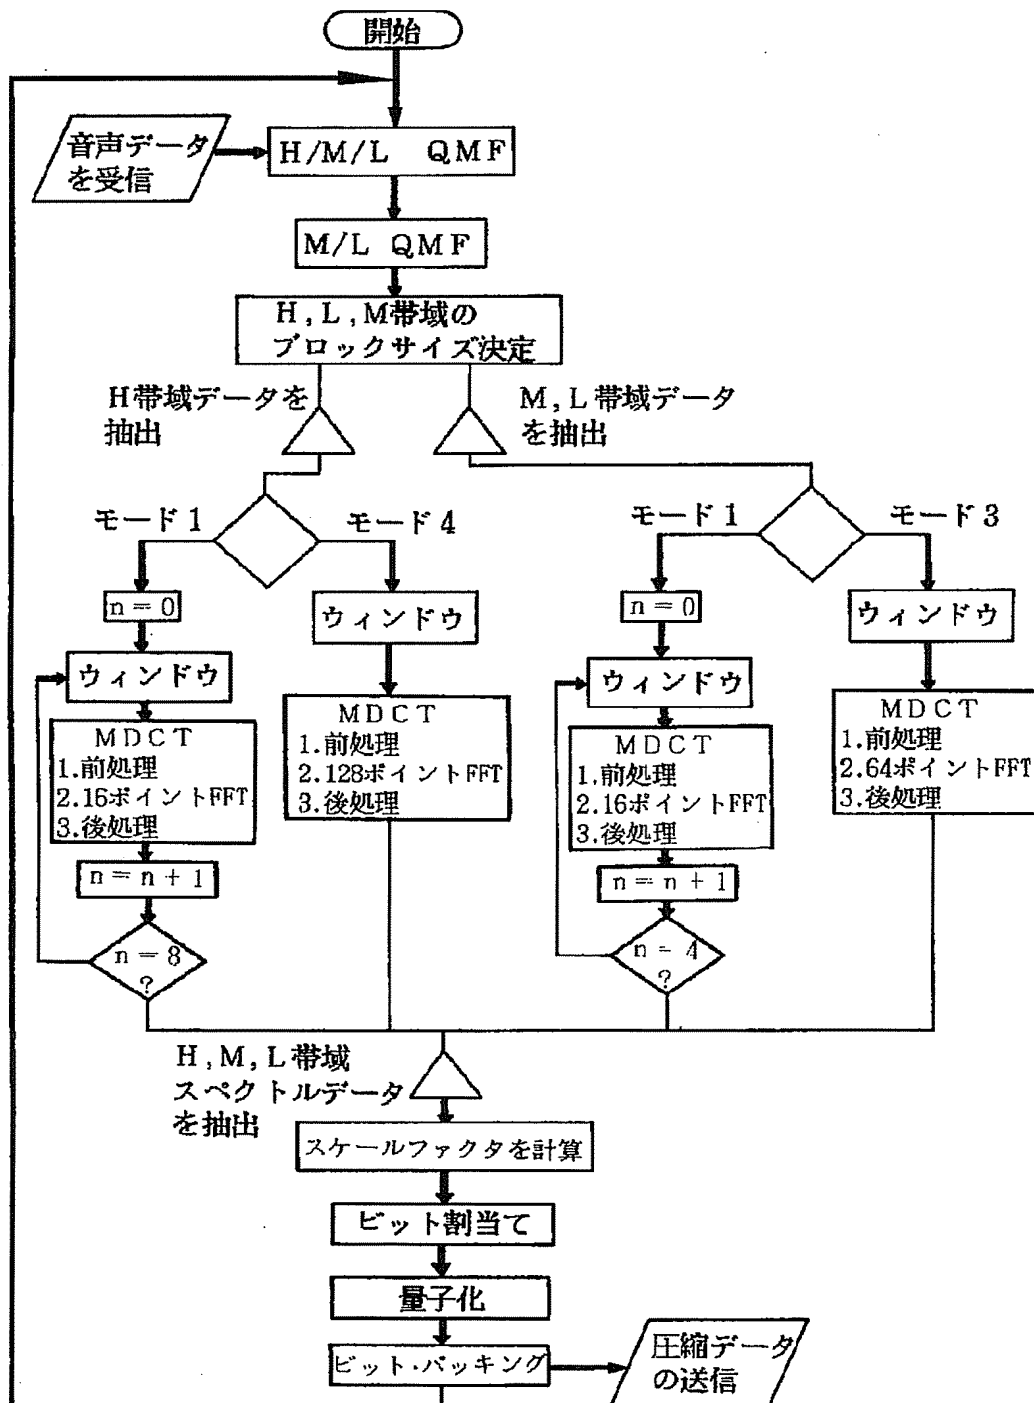 開始
音声データ
を受信
H/M/L QMF
M/L QMF
H,L,M帯域の
ブロックサイズ決定
H帯域データを
抽出
M,L帯域データ
を抽出
モード1
モード4
モード1
モード3
n=0
ウィンドウ
n=0
ウィンドウ
ウィンドウ
ウィンドウ
MDCT
1.前処理
2.16ポイントFFT
3.後処理
MDCT
1.前処理
2.128ポイントFFT
3.後処理
MDCT
1.前処理
2.16ポイントFFT
3.後処理
MDCT
1.前処理
2.64ポイントFFT
3.後処理
n=n+1
n=n+1
n=8
?
n-4
?
H,M,L帯域
スペクトルデータ
を抽出
スケールファクタを計算
ビット割当て
量子化
ビット・パッキング
圧縮データ
の送信